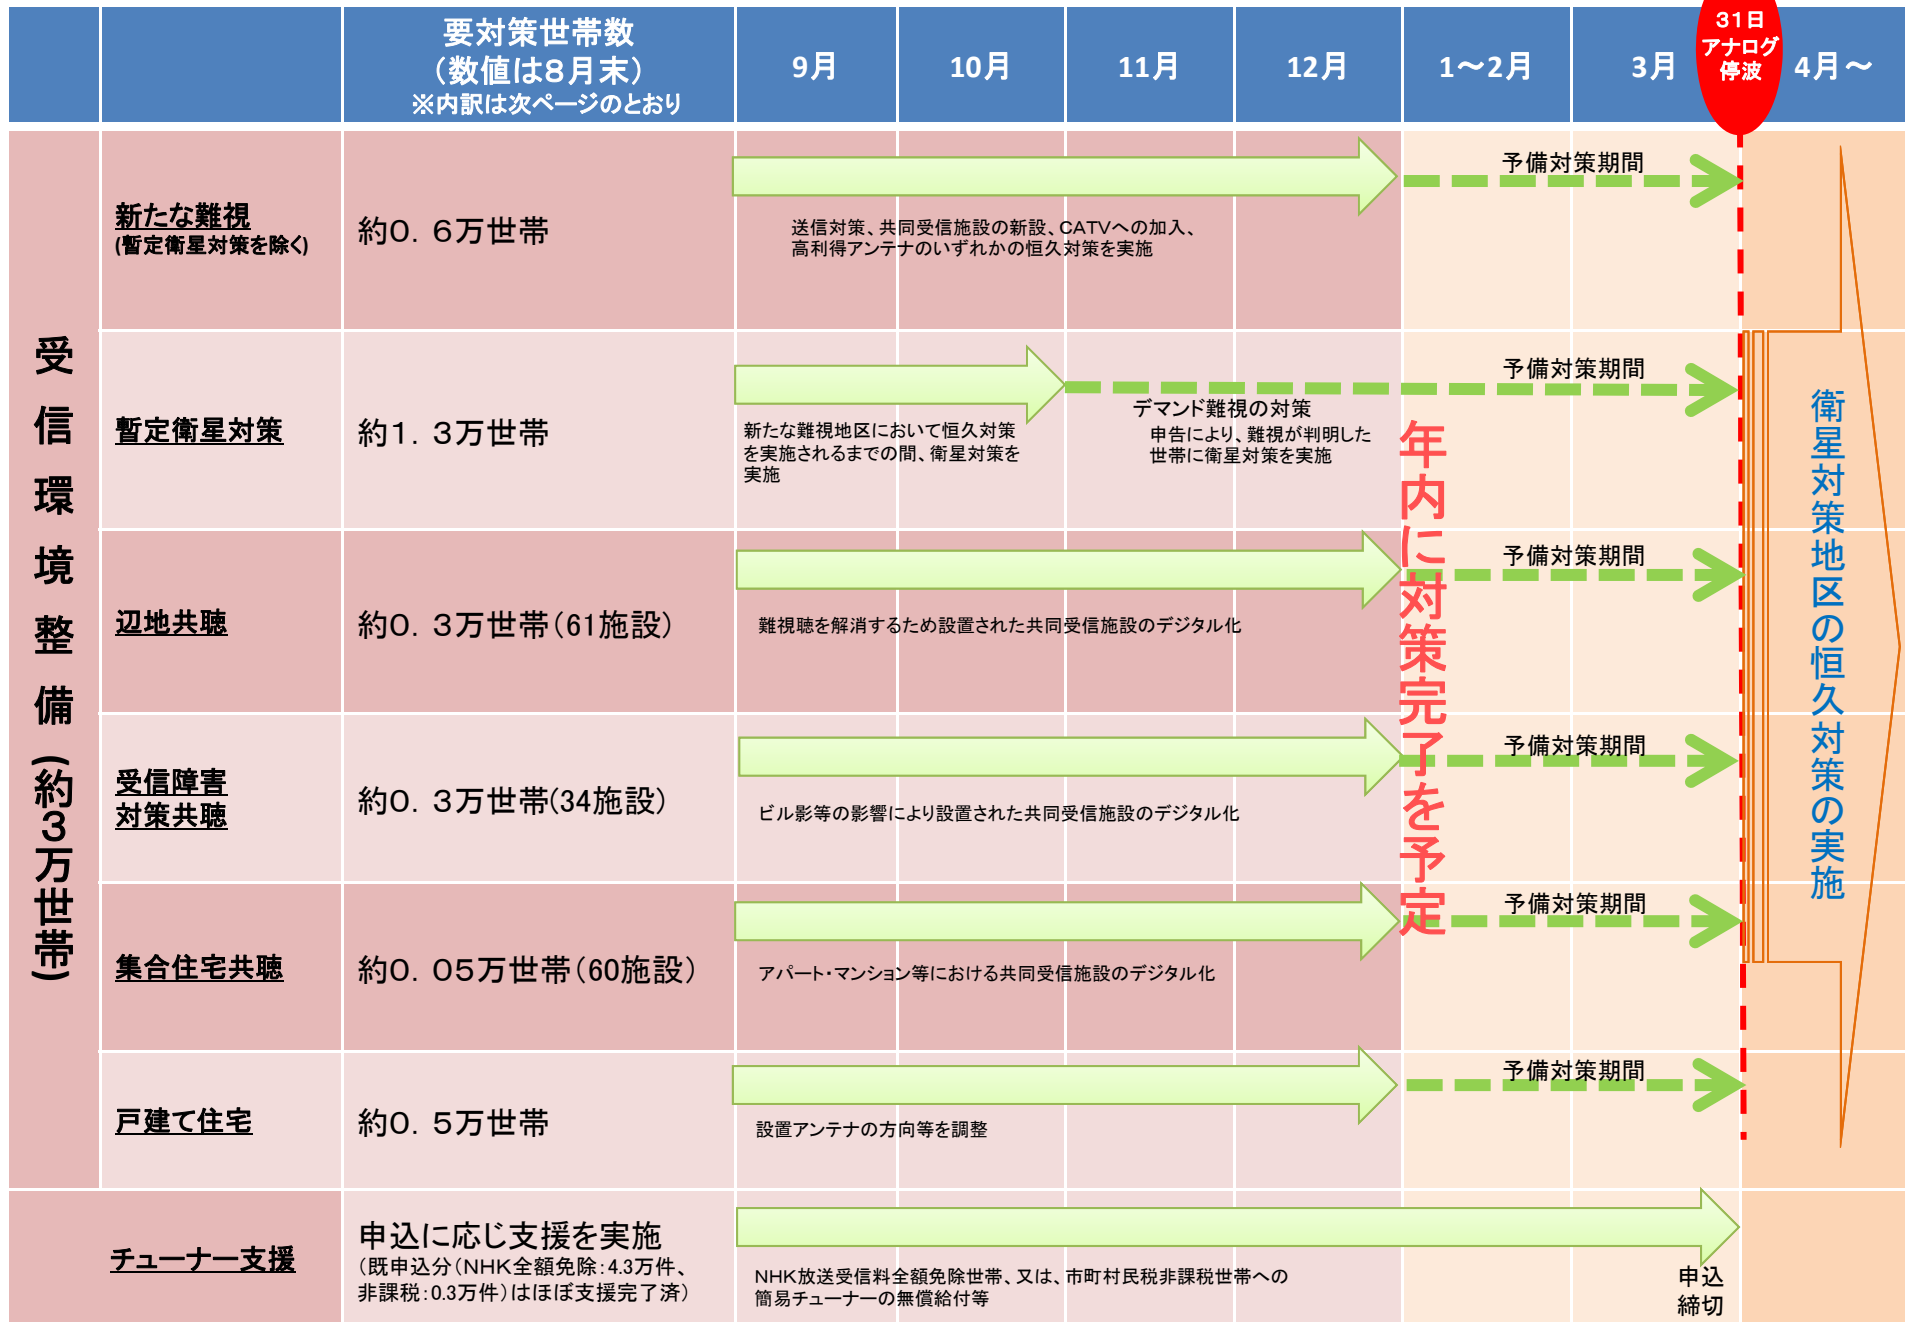 要対策世帯数
（数値は８月末）
※内訳は次ページのとおり
9月
10月
11月
12月
1～2月
3月
31日
アナログ
停波
4月～
受信環境整備(約３万世帯)
新たな難視
(暫定衛星対策を除く)
約０．６万世帯
送信対策、共同受信施設の新設、CATVへの加入、
高利得アンテナのいずれかの恒久対策を実施
予備対策期間
暫定衛星対策
約１．３万世帯
新たな難視地区において恒久対策
を実施されるまでの間、衛星対策を
実施
デマンド難視の対策
申告により、難視が判明した
世帯に衛星対策を実施
予備対策期間
辺地共聴
約０．３万世帯（61施設）
難視聴を解消するため設置された共同受信施設のデジタル化
予備対策期間
受信障害
対策共聴
約０．３万世帯(34施設）
ビル影等の影響により設置された共同受信施設のデジタル化
予備対策期間
集合住宅共聴
約０．０５万世帯（60施設）
アパート・マンション等における共同受信施設のデジタル化
予備対策期間
戸建て住宅
約０．５万世帯
設置アンテナの方向等を調整
予備対策期間
年内に対策完了を予定
衛星対策地区の恒久対策の実施
チューナー支援
申込に応じ支援を実施
（既申込分（NHK全額免除：4.3万件、
非課税：0.3万件）はほぼ支援完了済）
NHK放送受信料全額免除世帯、又は、市町村民税非課税世帯への
簡易チューナーの無償給付等
申込
締切